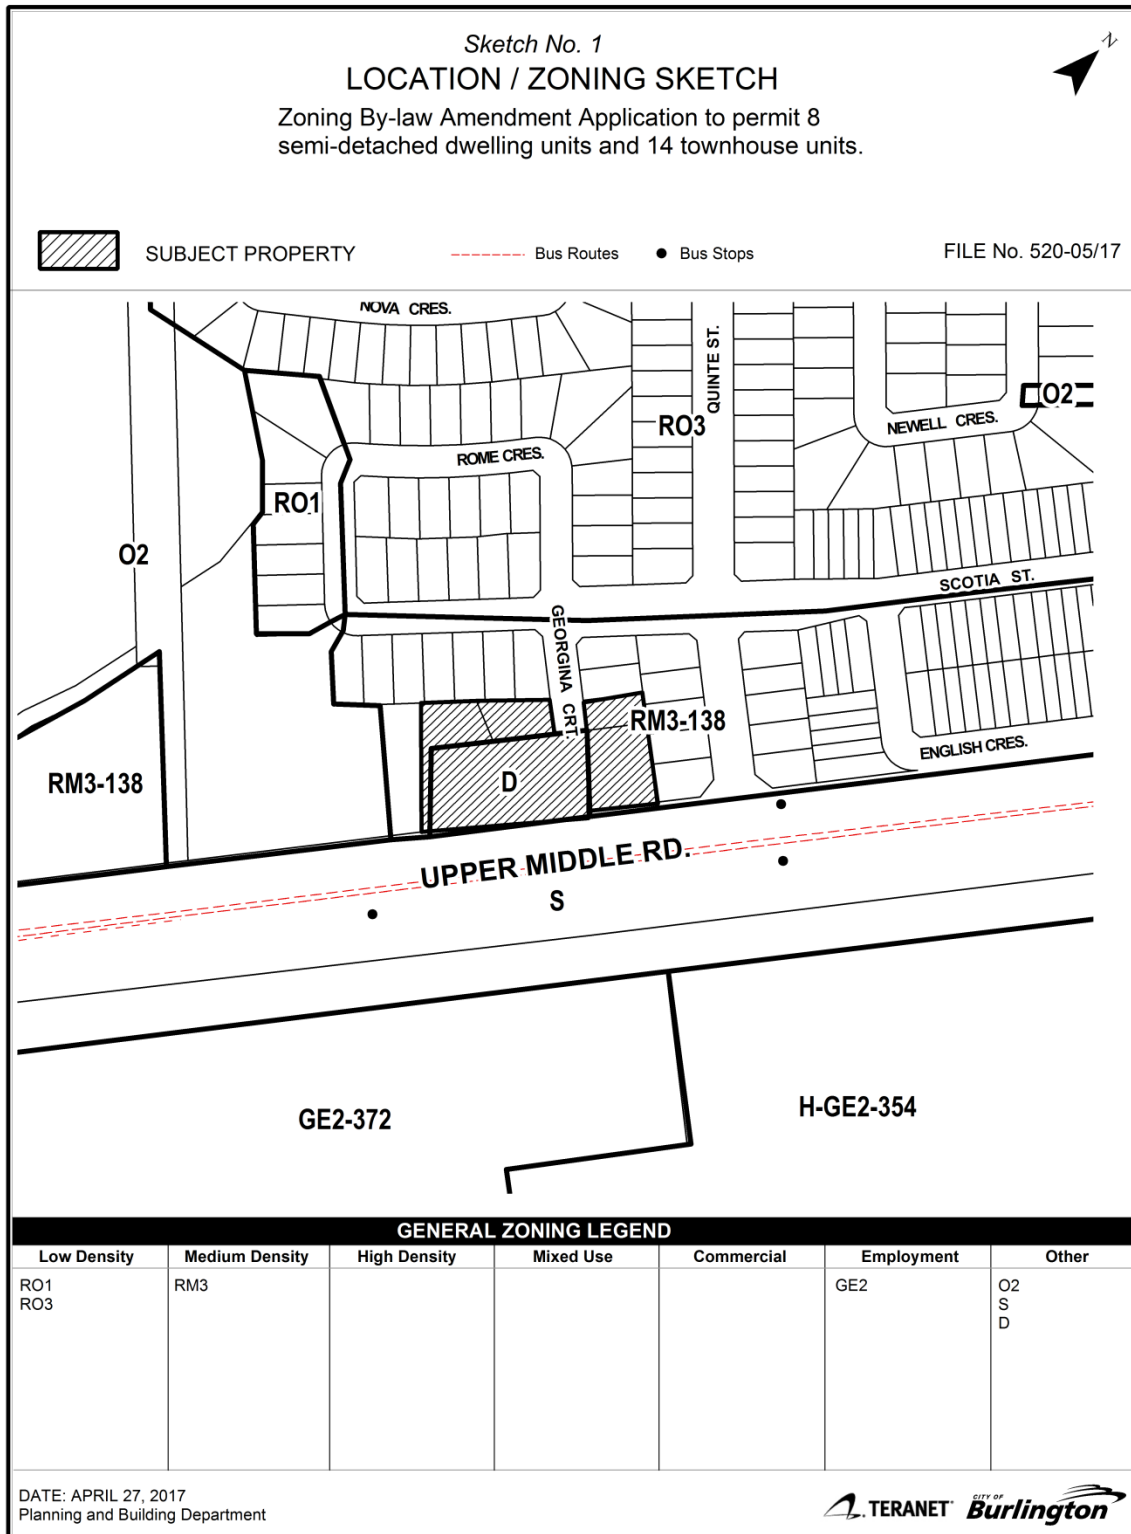 Sketch No. 1
N
LOCATION / ZONING SKETCH
Zoning By-law Amendment Application to permit 8
semi-detached dwelling units and 14 townhouse units.
SUBJECT PROPERTY
Bus Routes
Bus Stops
FILE No. 520-05/17
NOVA CRES.
QUINTE ST.
O2
RO3
NEWELL CRES.
ROME CRES.
RO1
O2
SCOTIA ST.
GEORGINA CRT.
RM3-138
ENGLISH CRES.
RM3-138
D
UPPER MIDDLE RD.
S
GE2-372
H-GE2-354
GENERAL ZONING LEGEND
Low Density Medium Density High Density Mixed Use Commercial Employment Other
RO1 RM3 GE2 O2
RO3 S
D
DATE: APRIL 27, 2017
Planning and Building Department
TERANET
CITY OF
Burlington